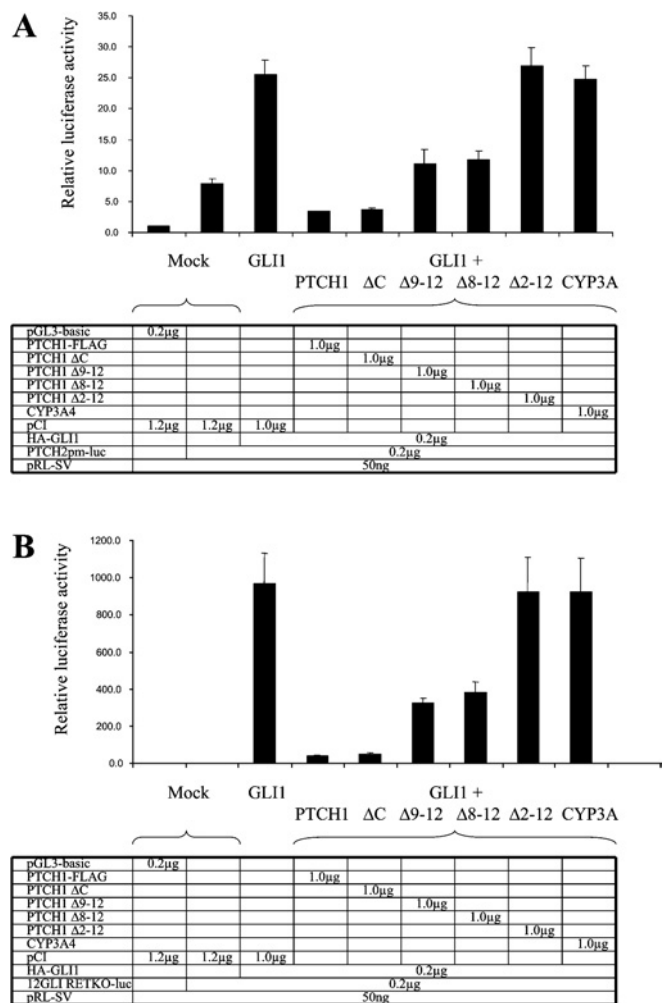 A
Relative luciferase activity
35.0
30.0
25.0
20.0
15.0
10.0
5.0
0.0
Mock GLI1 GLI1 +
PTCH1 ΔC Δ9-12 Δ8-12 Δ2-12 CYP3A
pGL3-basic 0.2µg
PTCH1-FLAG 1.0µg
PTCH1 ΔC 1.0µg
PTCH1 Δ9-12 1.0µg
PTCH1 Δ8-12 1.0µg
PTCH1 Δ2-12 1.0µg
CYP3A4 1.0µg
pCI 1.2µg 1.2µg 1.0µg
HA-GLI1 0.2µg
PTCH2pm-luc 0.2µg
pRL-SV 50ng
B
Relative luciferase activity
1200.0
1000.0
800.0
600.0
400.0
200.0
0.0
Mock GLI1 GLI1 +
PTCH1 ΔC Δ9-12 Δ8-12 Δ2-12 CYP3A
pGL3-basic 0.2µg
PTCH1-FLAG 1.0µg
PTCH1 ΔC 1.0µg
PTCH1 Δ9-12 1.0µg
PTCH1 Δ8-12 1.0µg
PTCH1 Δ2-12 1.0µg
CYP3A4 1.0µg
pCI 1.2µg 1.2µg 1.0µg
HA-GLI1 0.2µg
12GLI RETKO-luc 0.2µg
pRL-SV 50ng